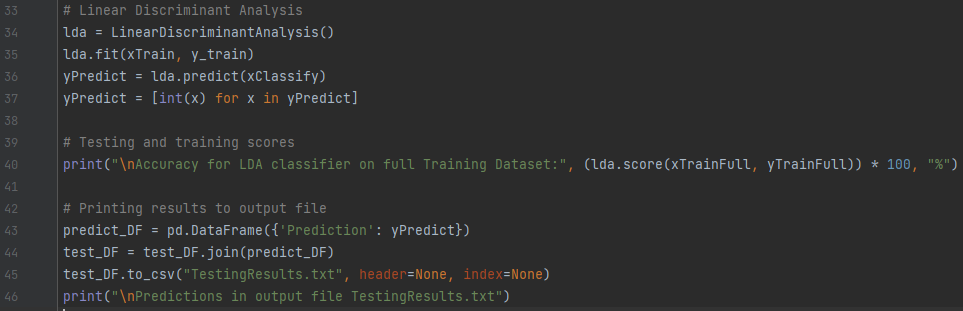 33 # Linear Discriminant Analysis
34 lda = LinearDiscriminantAnalysis()
35 lda.fit(xTrain, y_train)
36 yPredict = lda.predict(xClassify)
37 yPredict = [int(x) for x in yPredict]
38
39 # Testing and training scores
40 print("\nAccuracy for LDA classifier on full Training Dataset:", (lda.score(xTrainFull, yTrainFull)) * 100, "%")
41
42 # Printing results to output file
43 predict_DF = pd.DataFrame({'Prediction': yPredict})
44 test_DF = test_DF.join(predict_DF)
45 test_DF.to_csv("TestingResults.txt", header=None, index=None)
46 print("\nPredictions in output file TestingResults.txt")